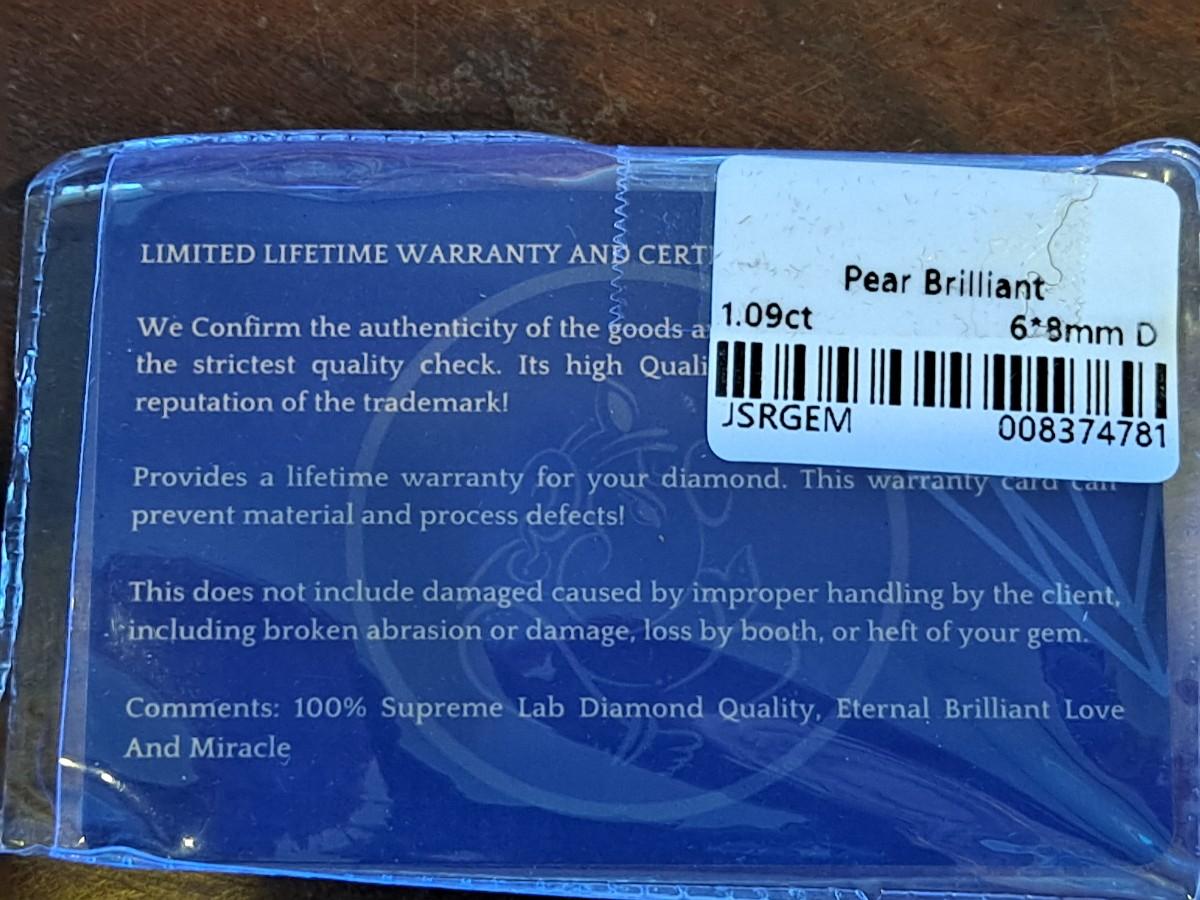 LIMITED LIFETIME WARRANTY AND CERT
Pear Brilliant
1.09ct 6*8mm D
JSRGEM 008374781
We Confirm the authenticity of the goods a
the strictest quality check. Its high Quali
reputation of the trademark!
Provides a lifetime warranty for your diamond. This warranty card can
prevent material and process defects!
This does not include damaged caused by improper handling by the client,
including broken abrasion or damage, loss by booth, or heft of your gem.
Comments: 100% Supreme Lab Diamond Quality, Eternal Brilliant Love
And Miracle